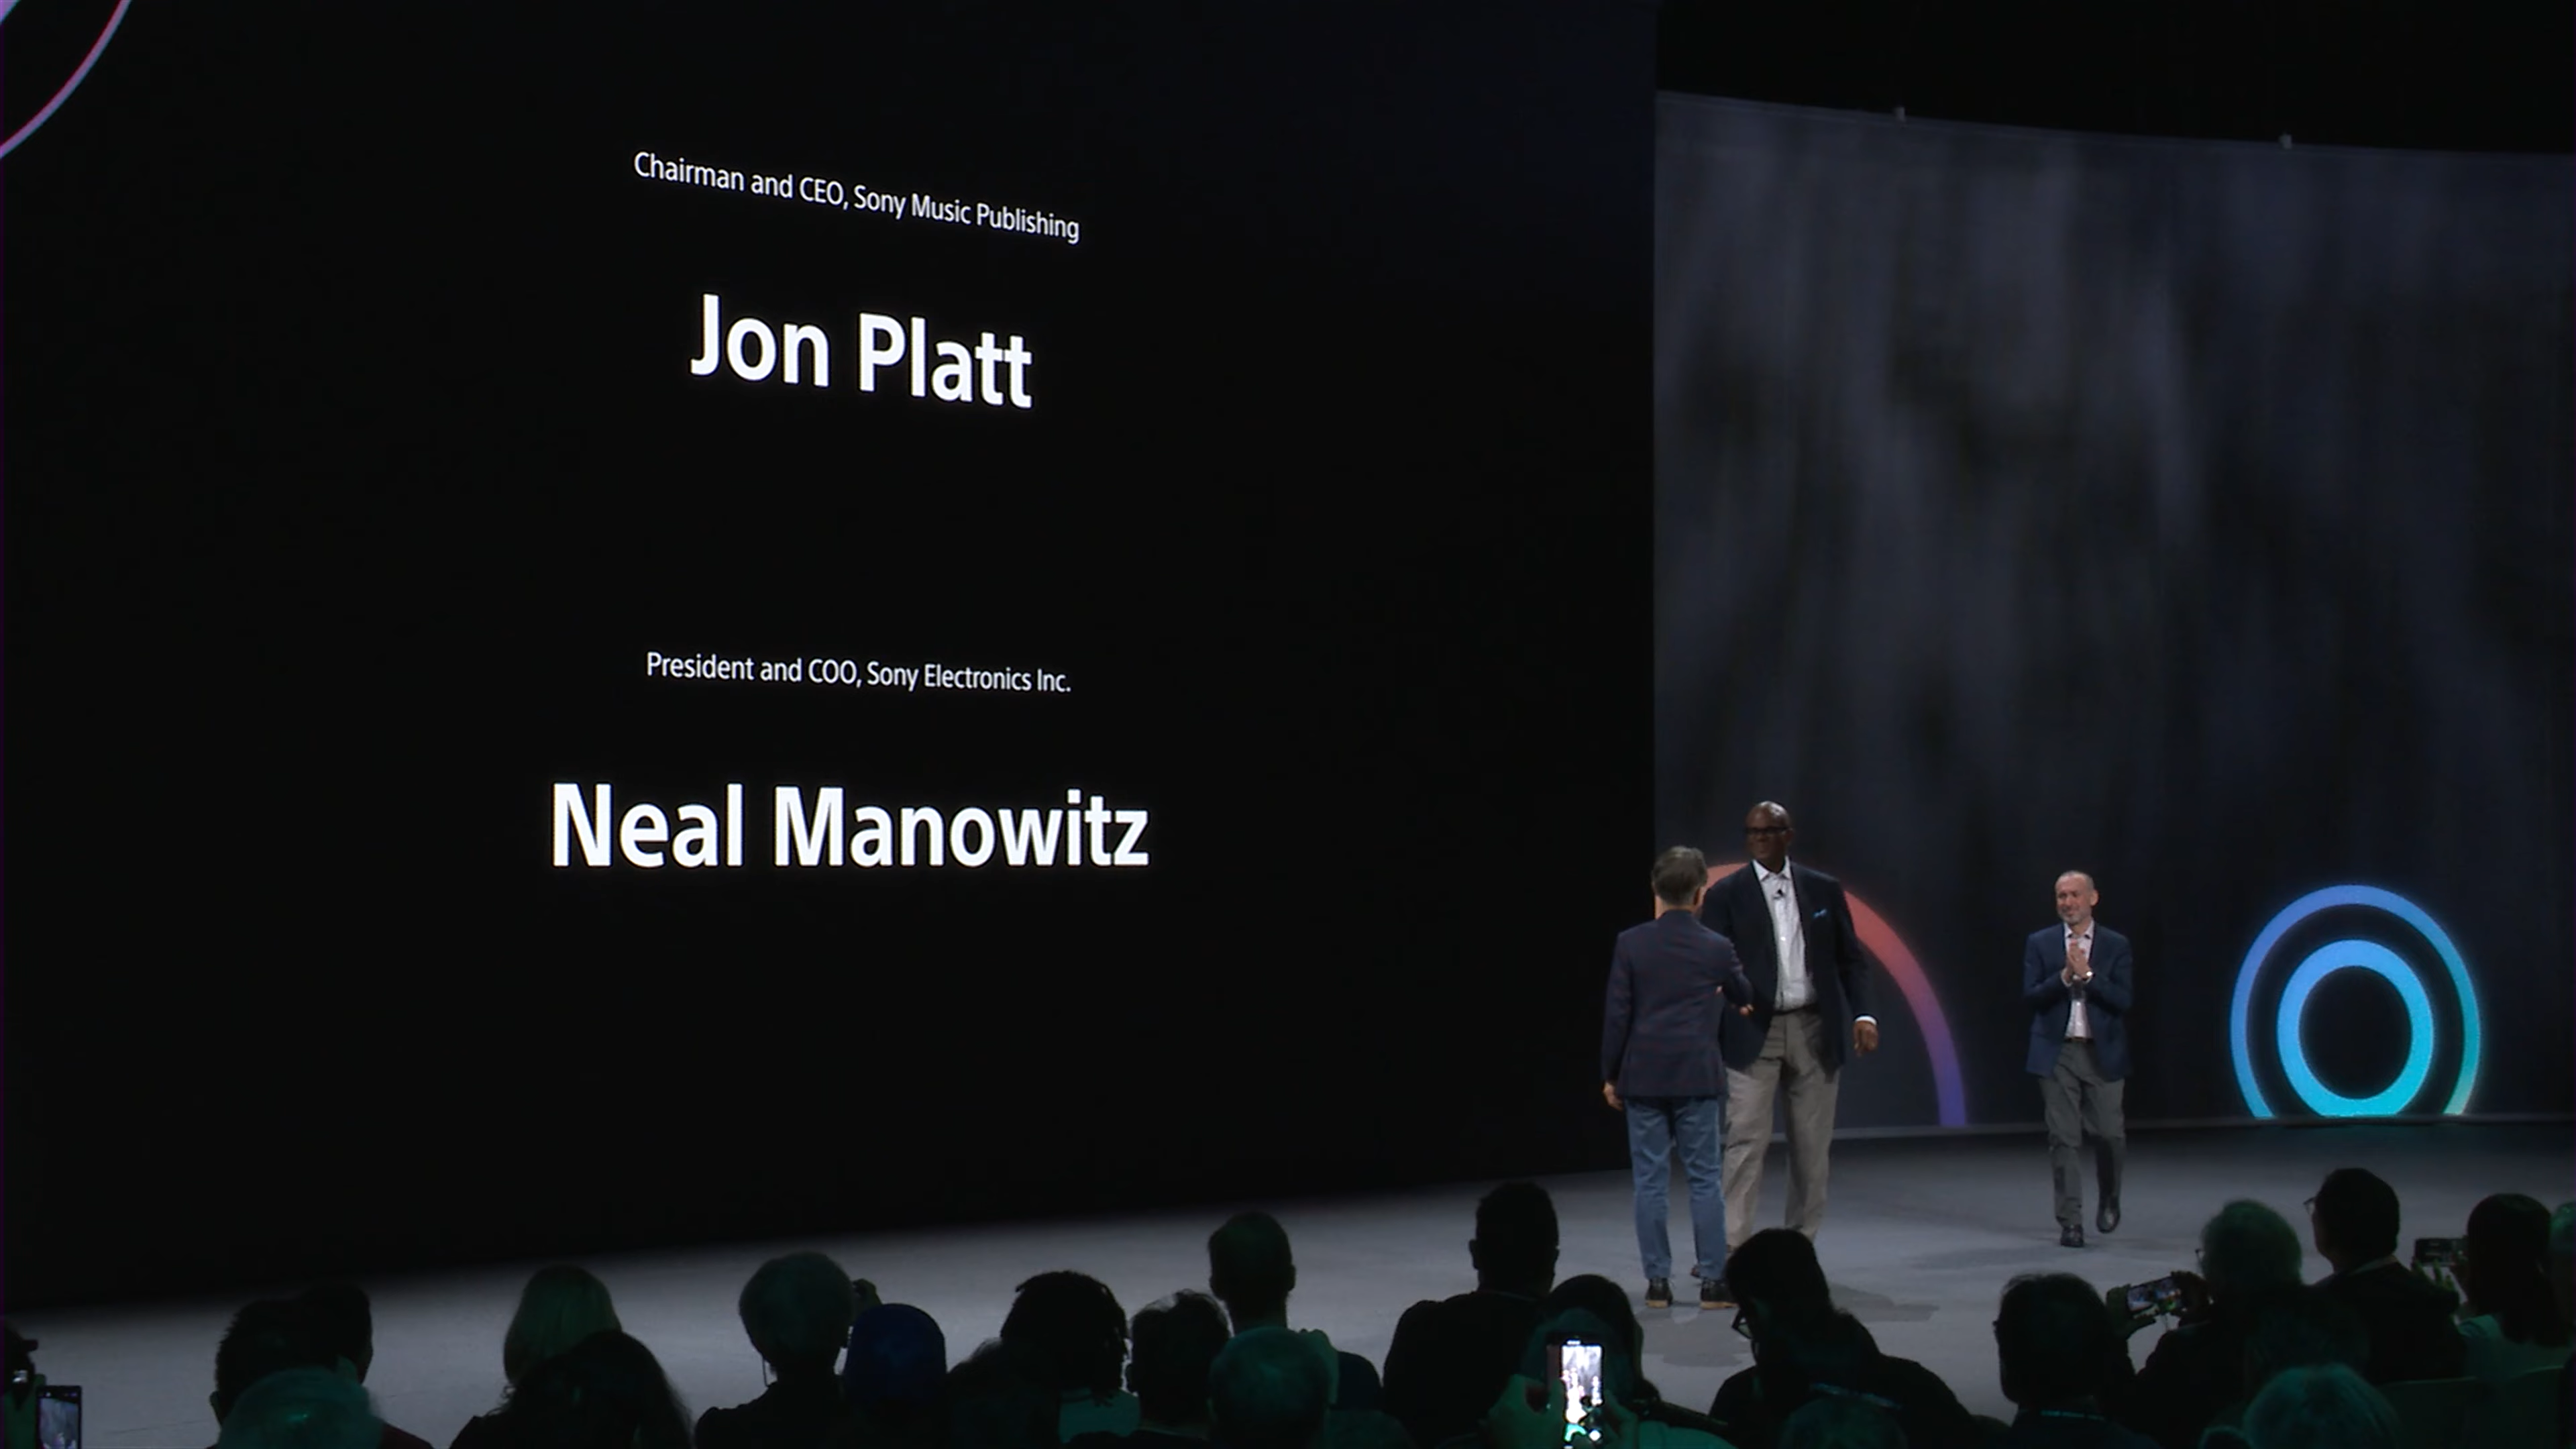 Chairman and CEO, Sony Music Publishing
Jon Platt
President and COO, Sony Electronics Inc.
Neal Manowitz